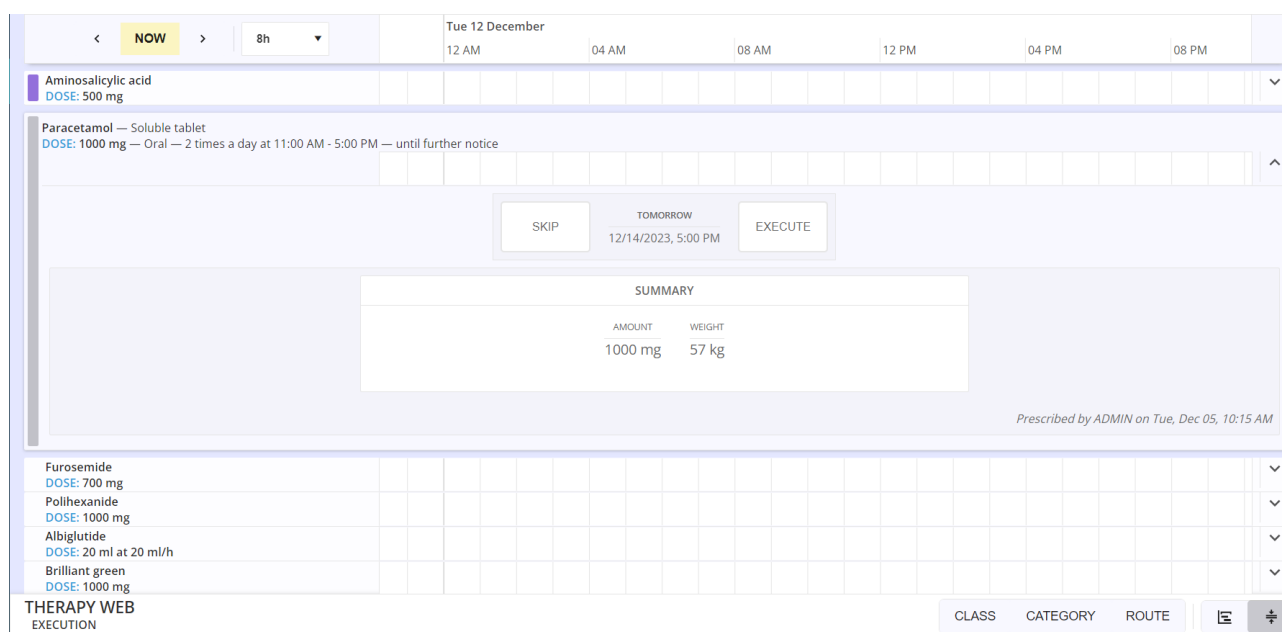 Tue 12 December
< NOW > 8h
12 AM 04 AM 08 AM 12 PM 04 PM 08 PM
Aminosalicylic acid
DOSE: 500 mg
Paracetamol — Soluble tablet
DOSE: 1000 mg — Oral — 2 times a day at 11:00 AM - 5:00 PM — until further notice
SKIP
TOMORROW
12/14/2023, 5:00 PM
EXECUTE
SUMMARY
AMOUNT WEIGHT
1000 mg 57 kg
Prescribed by ADMIN on Tue, Dec 05, 10:15 AM
Furosemide
DOSE: 700 mg
Polihexanide
DOSE: 1000 mg
Albiglutide
DOSE: 20 ml at 20 ml/h
Brilliant green
DOSE: 1000 mg
THERAPY WEB
EXECUTION
CLASS CATEGORY ROUTE